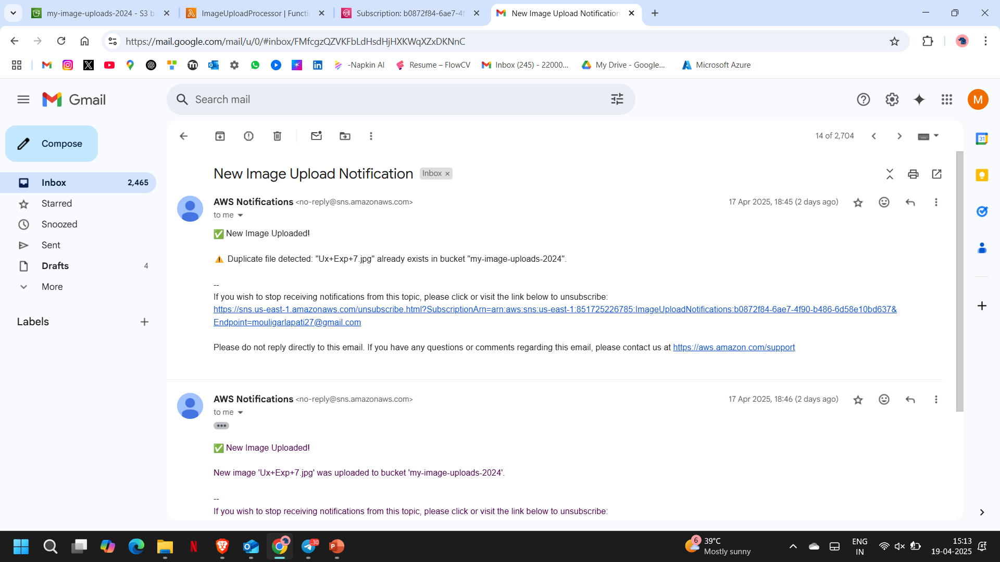 my-image-uploads-2024 - S3 b
ImageUploadProcessor | Functi
Subscription: b0872f84-6ae7-4f
New Image Upload Notification
https://mail.google.com/mail/u/0/#inbox/FMfcgzQZVKFbLdHsdHjHXKWqXZxDKNnC
-Napkin AI
Resume – FlowCV
Inbox (245) - 22000...
My Drive - Google...
Microsoft Azure
Gmail
Search mail
M
Compose
14 of 2,704
31
New Image Upload Notification
Inbox ×
Inbox 2,465
Starred
Snoozed
Sent
Drafts 4
More
Labels
AWS Notifications <no-reply@sns.amazonaws.com>
17 Apr 2025, 18:45 (2 days ago)
to me
✅ New Image Uploaded!
⚠️ Duplicate file detected: "Ux+Exp+7.jpg" already exists in bucket "my-image-uploads-2024".
--
If you wish to stop receiving notifications from this topic, please click or visit the link below to unsubscribe:
https://sns.us-east-1.amazonaws.com/unsubscribe.html?SubscriptionArn=arn:aws:sns:us-east-1:851725226785:ImageUploadNotifications:b0872f84-6ae7-4f90-b486-6d58e10bd637&
Endpoint=mouligarlapati27@gmail.com
Please do not reply directly to this email. If you have any questions or comments regarding this email, please contact us at https://aws.amazon.com/support
AWS Notifications <no-reply@sns.amazonaws.com>
17 Apr 2025, 18:46 (2 days ago)
to me
✅ New Image Uploaded!
New image 'Ux+Exp+7.jpg' was uploaded to bucket 'my-image-uploads-2024'.
--
If you wish to stop receiving notifications from this topic, please click or visit the link below to unsubscribe:
6
39°C
Mostly sunny
ENG
IN
15:13
19-04-2025